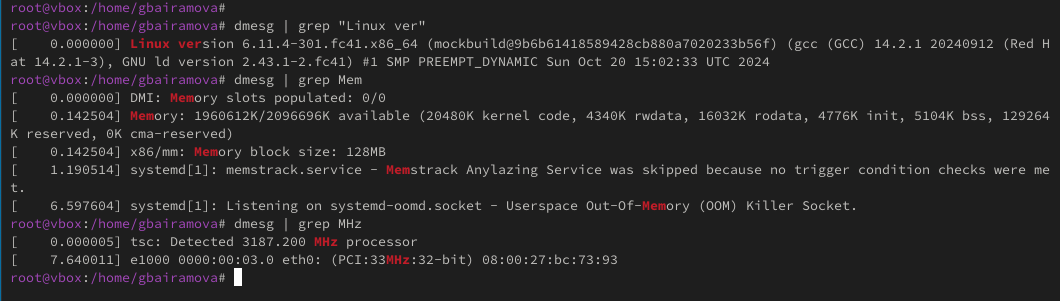 root@vbox:/home/gbairamova#
root@vbox:/home/gbairamova# dmesg | grep "Linux ver"
[    0.000000] Linux version 6.11.4-301.fc41.x86_64 (mockbuild@9b6b61418589428cb880a7020233b56f) (gcc (GCC) 14.2.1 20240912 (Red H
at 14.2.1-3), GNU ld version 2.43.1-2.fc41) #1 SMP PREEMPT_DYNAMIC Sun Oct 20 15:02:33 UTC 2024
root@vbox:/home/gbairamova# dmesg | grep Mem
[    0.000000] DMI: Memory slots populated: 0/0
[    0.142504] Memory: 1960612K/2096696K available (20480K kernel code, 4340K rwdata, 16032K rodata, 4776K init, 5104K bss, 129264
K reserved, 0K cma-reserved)
[    0.142504] x86/mm: Memory block size: 128MB
[    1.190514] systemd[1]: memstrack.service - Memstrack Anylazing Service was skipped because no trigger condition checks were me
t.
[    6.597604] systemd[1]: Listening on systemd-oomd.socket - Userspace Out-Of-Memory (OOM) Killer Socket.
root@vbox:/home/gbairamova# dmesg | grep MHz
[    0.000005] tsc: Detected 3187.200 MHz processor
[    7.640011] e1000 0000:00:03.0 eth0: (PCI:33MHz:32-bit) 08:00:27:bc:73:93
root@vbox:/home/gbairamova#